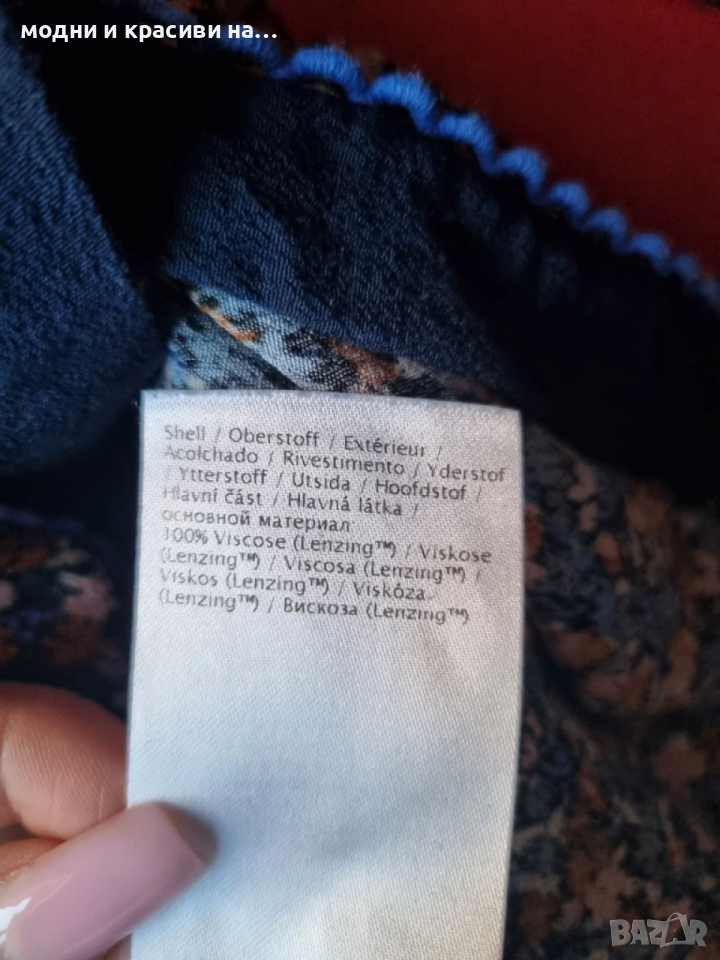 модни и красиви на...
Shell / Oberstoff / Extérieur /
Acolchado / Rivestimento / Yderstof
/ Ytterstoff / Utsida / Hoofdstof /
Hlavní část / Hlavná látka /
основной материал
100% Viscose (Lenzing™) / Viskose
(Lenzing™) / Viscosa (Lenzing™) /
Viskos (Lenzing™) / Viskóza
(Lenzing™) / Вискоза (Lenzing™)
BAZAR